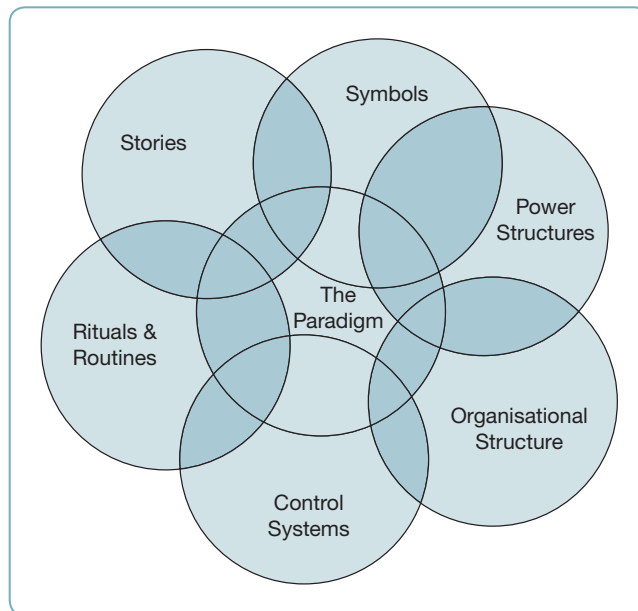 Symbols
Stories
Power
Structures
The
Paradigm
Rituals &
Routines
Organisational
Structure
Control
Systems